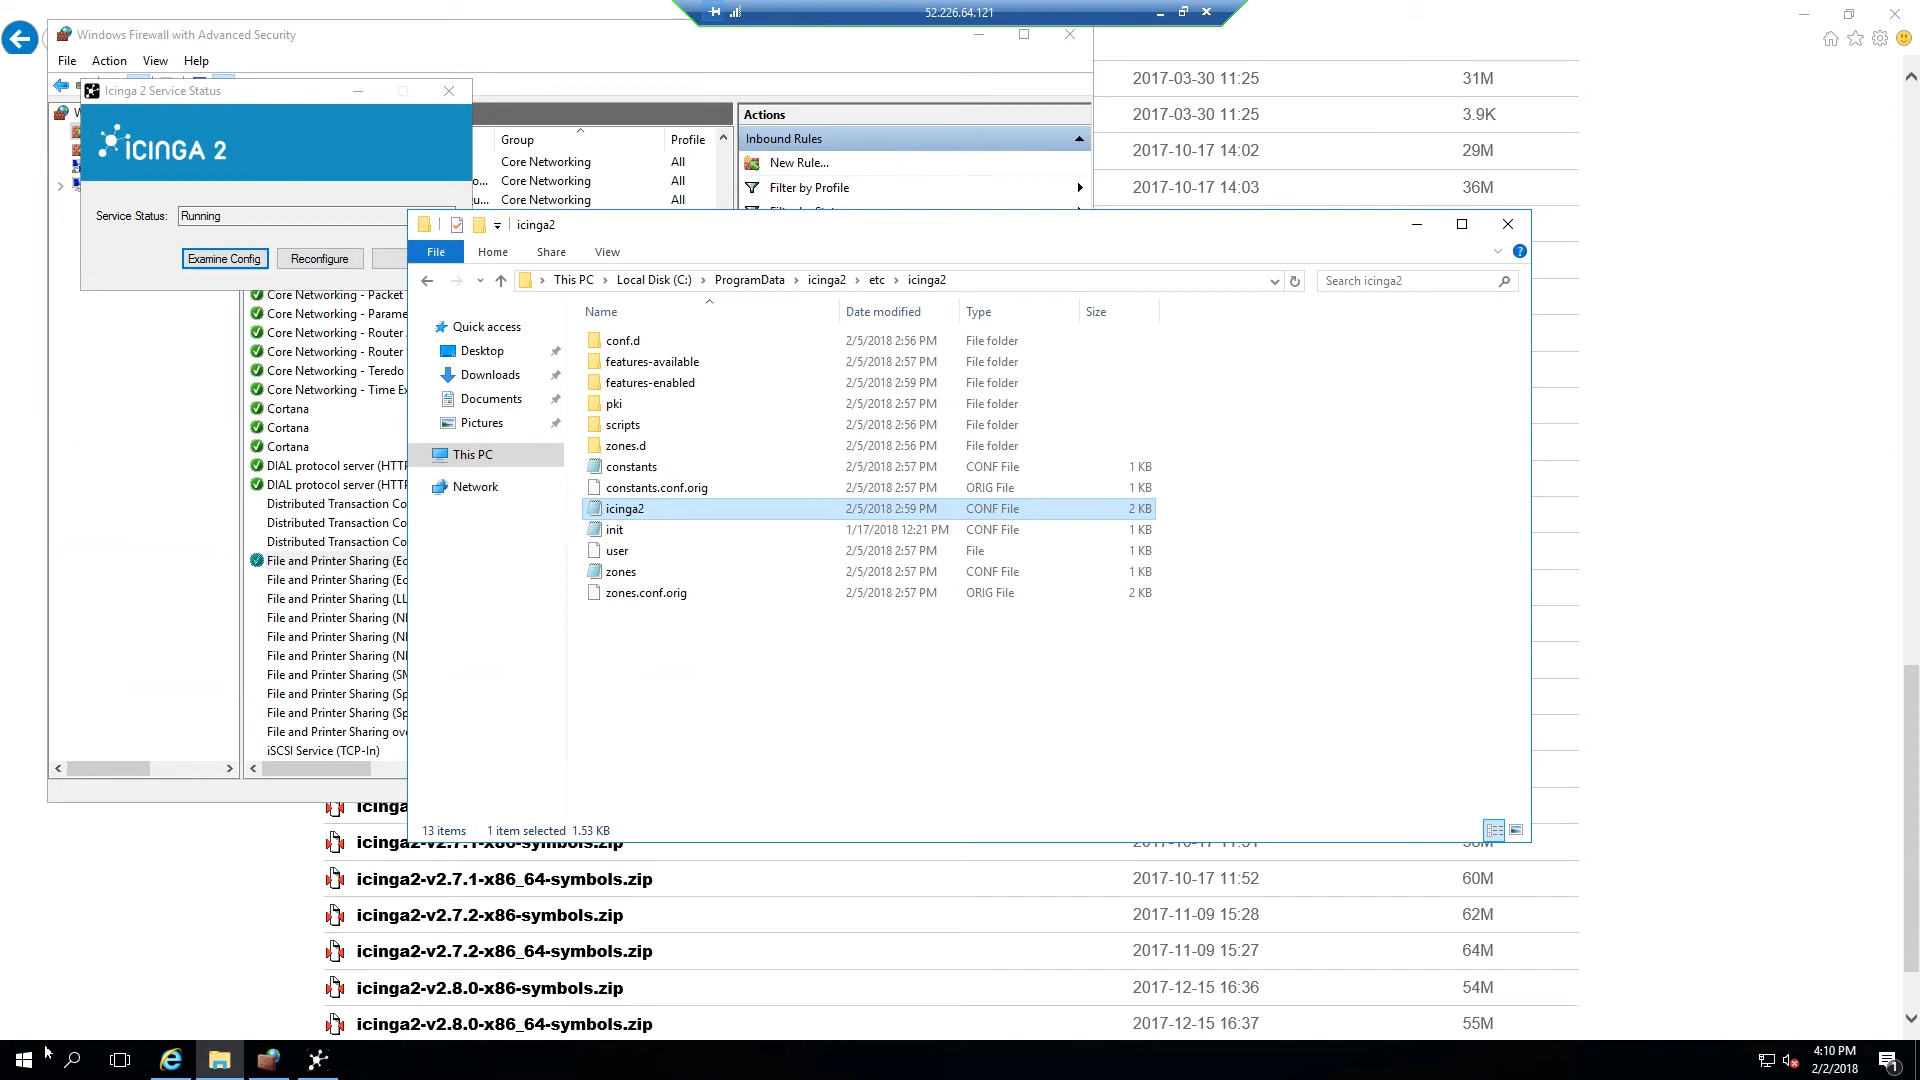 52.226.64.121
Windows Firewall with Advanced Security
File Action View Help
Icinga 2 Service Status
ICINGA 2
Service Status: Running
Examine Config Reconfigure
Group Profile
Core Networking All
Core Networking All
Core Networking All
Actions
Inbound Rules
New Rule...
Filter by Profile
2017-03-30 11:25 31M
2017-03-30 11:25 3.9K
2017-10-17 14:02 29M
2017-10-17 14:03 36M
icinga2
File Home Share View
This PC Local Disk (C:) ProgramData icinga2 etc icinga2
Search icinga2
Quick access
Desktop
Downloads
Documents
Pictures
This PC
Network
Name Date modified Type Size
conf.d 2/5/2018 2:56 PM File folder
features-available 2/5/2018 2:57 PM File folder
features-enabled 2/5/2018 2:59 PM File folder
pki 2/5/2018 2:57 PM File folder
scripts 2/5/2018 2:56 PM File folder
zones.d 2/5/2018 2:56 PM File folder
constants 2/5/2018 2:57 PM CONF File 1 KB
constants.conf.orig 2/5/2018 2:57 PM ORIG File 1 KB
icinga2 2/5/2018 2:59 PM CONF File 2 KB
init 1/17/2018 12:21 PM CONF File 1 KB
user 2/5/2018 2:57 PM File 1 KB
zones 2/5/2018 2:57 PM CONF File 1 KB
zones.conf.orig 2/5/2018 2:57 PM ORIG File 2 KB
13 items 1 item selected 1.53 KB
Core Networking - Packet
Core Networking - Parame
Core Networking - Router
Core Networking - Router
Core Networking - Teredo
Core Networking - Time Ex
Cortana
Cortana
Cortana
DIAL protocol server (HTT
DIAL protocol server (HTT
Distributed Transaction Co
Distributed Transaction Co
Distributed Transaction Co
File and Printer Sharing (Ec
File and Printer Sharing (Ec
File and Printer Sharing (LL
File and Printer Sharing (NI
File and Printer Sharing (NI
File and Printer Sharing (NI
File and Printer Sharing (SM
File and Printer Sharing (Sp
File and Printer Sharing (Sp
File and Printer Sharing ove
iSCSI Service (TCP-In)
icinga
icinga2-v2.7.1-x86-symbols.zip
icinga2-v2.7.1-x86_64-symbols.zip 2017-10-17 11:52 60M
icinga2-v2.7.2-x86-symbols.zip 2017-11-09 15:28 62M
icinga2-v2.7.2-x86_64-symbols.zip 2017-11-09 15:27 64M
icinga2-v2.8.0-x86-symbols.zip 2017-12-15 16:36 54M
icinga2-v2.8.0-x86_64-symbols.zip 2017-12-15 16:37 55M
4:10 PM
2/2/2018
1